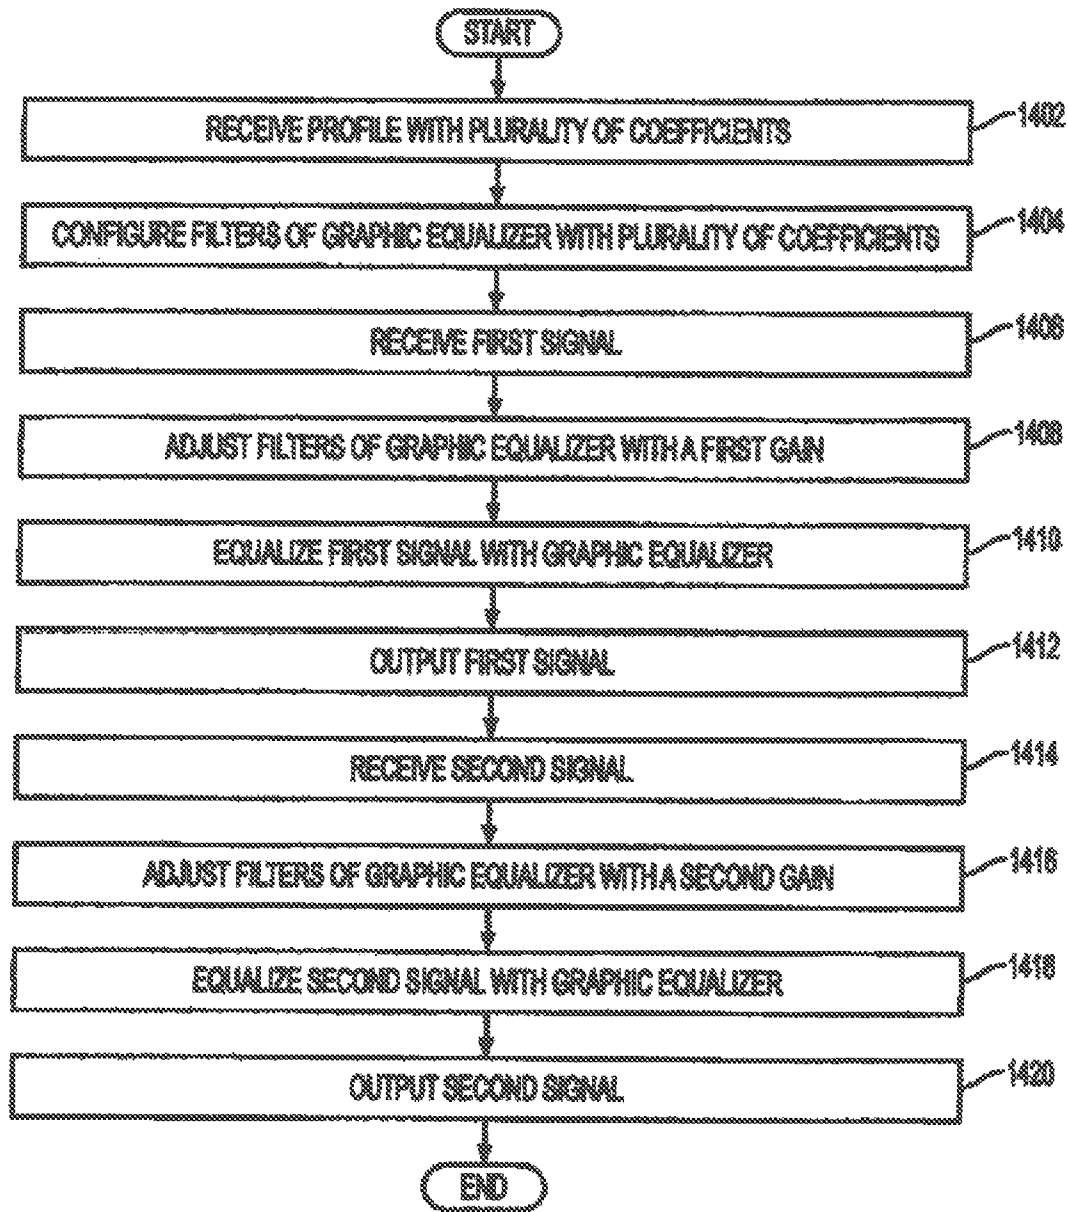 START
RECEIVE PROFILE WITH PLURALITY OF COEFFICIENTS
1402
CONFIGURE FILTERS OF GRAPHIC EQUALIZER WITH PLURALITY OF COEFFICIENTS
1404
RECEIVE FIRST SIGNAL
1406
ADJUST FILTERS OF GRAPHIC EQUALIZER WITH A FIRST GAIN
1408
EQUALIZE FIRST SIGNAL WITH GRAPHIC EQUALIZER
1410
OUTPUT FIRST SIGNAL
1412
RECEIVE SECOND SIGNAL
1414
ADJUST FILTERS OF GRAPHIC EQUALIZER WITH A SECOND GAIN
1416
EQUALIZE SECOND SIGNAL WITH GRAPHIC EQUALIZER
1418
OUTPUT SECOND SIGNAL
1420
END